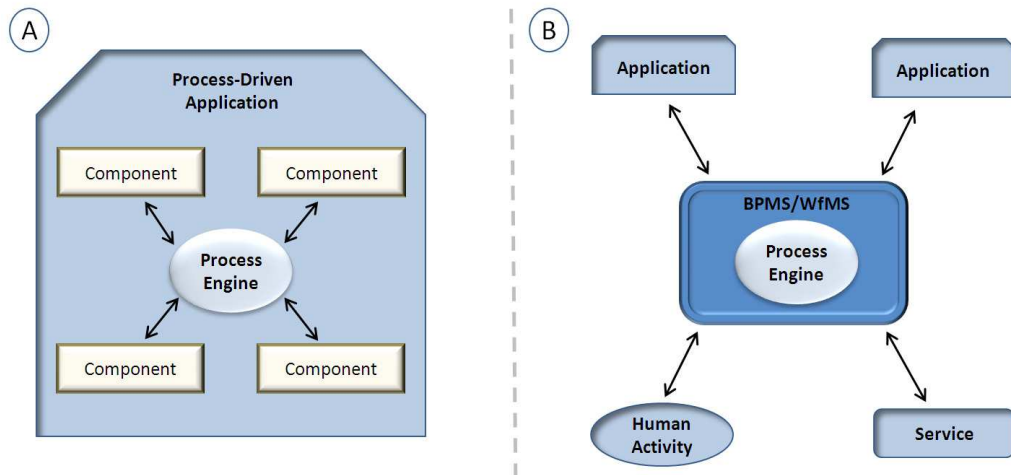 A
Process-Driven
Application
Component
Component
Process
Engine
Component
Component
B
Application
Application
BPMS/WfMS
Process
Engine
Human
Activity
Service